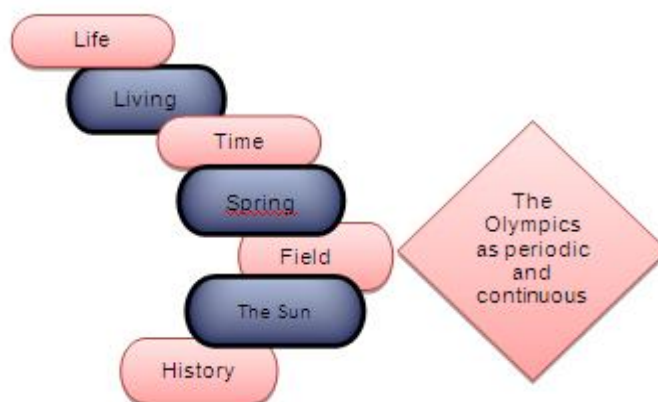 Life
Living
Time
Spring
Field
The Sun
History
The
Olympics
as periodic
and
continuous